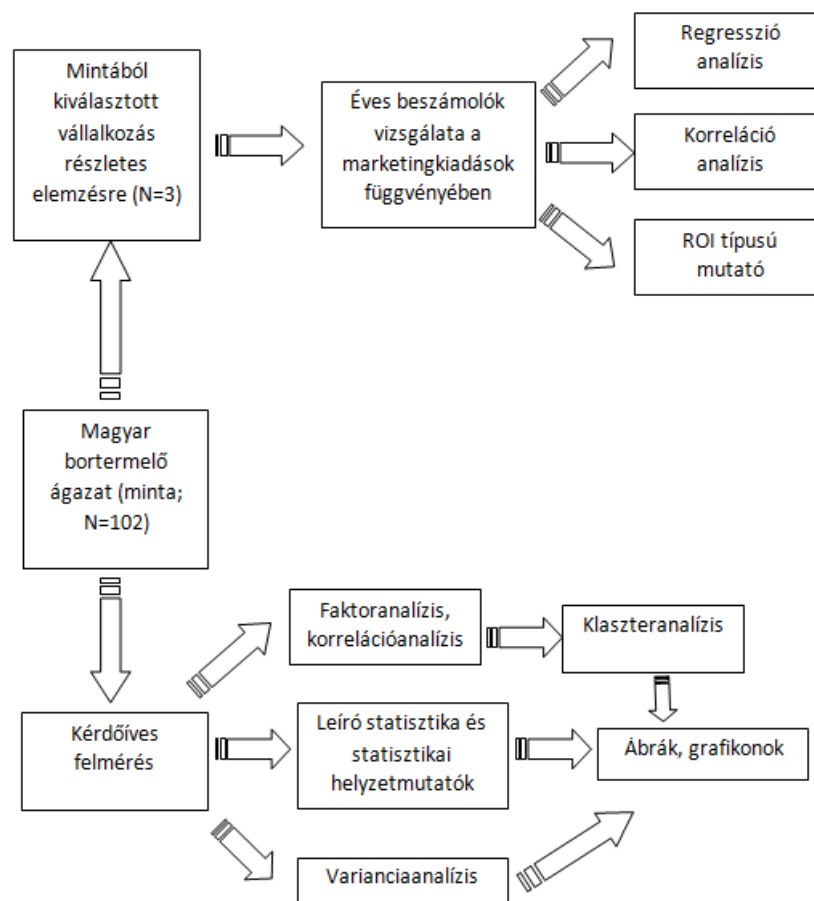 Mintából
kiválasztott
vállalkozás
részletes
elemzésre (N=3)
Éves beszámolók
vizsgálata a
marketingkiadások
függvényében
Regresszió
analízis
Korreláció
analízis
ROI típusú
mutató
Magyar
bortermelő
ágazat (minta;
N=102)
Kérdőíves
felmérés
Faktoranalízis,
korrelációanalízis
Klaszteranalízis
Leíró statisztika és
statisztikai
helyzetmutatók
Ábrák, grafikonok
Varianciaanalízis